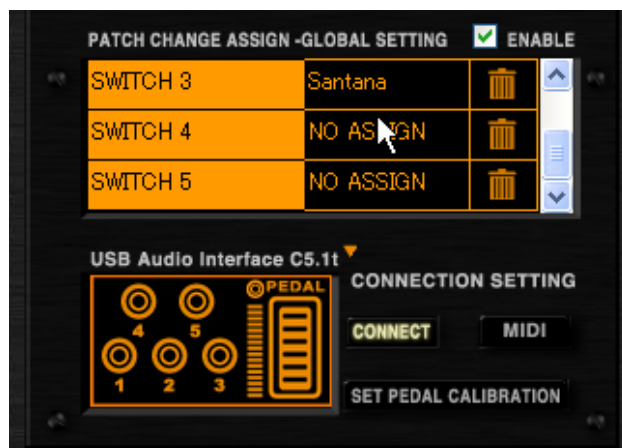 PATCH CHANGE ASSIGN -GLOBAL SETTING ENABLE
SWITCH 3 Santana
SWITCH 4 NO ASSIGN
SWITCH 5 NO ASSIGN
USB Audio Interface C5.1t
CONNECTION SETTING
PEDAL
4 5
CONNECT MIDI
1 2 3
SET PEDAL CALIBRATION